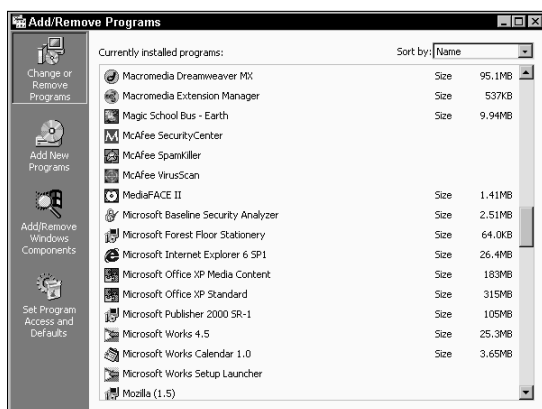 Add/Remove Programs
Change or
Remove
Programs
Add New
Programs
Add/Remove
Windows
Components
Set Program
Access and
Defaults
Currently installed programs:
Sort by: Name
Macromedia Dreamweaver MX Size 95.1MB
Macromedia Extension Manager Size 537KB
Magic School Bus - Earth Size 9.94MB
McAfee SecurityCenter
McAfee SpamKiller
McAfee VirusScan
MediaFACE II Size 1.41MB
Microsoft Baseline Security Analyzer Size 2.51MB
Microsoft Forest Floor Stationery Size 64.0KB
Microsoft Internet Explorer 6 SP1 Size 26.4MB
Microsoft Office XP Media Content Size 183MB
Microsoft Office XP Standard Size 315MB
Microsoft Publisher 2000 SR-1 Size 105MB
Microsoft Works 4.5 Size 25.3MB
Microsoft Works Calendar 1.0 Size 3.65MB
Microsoft Works Setup Launcher
Mozilla (1.5)